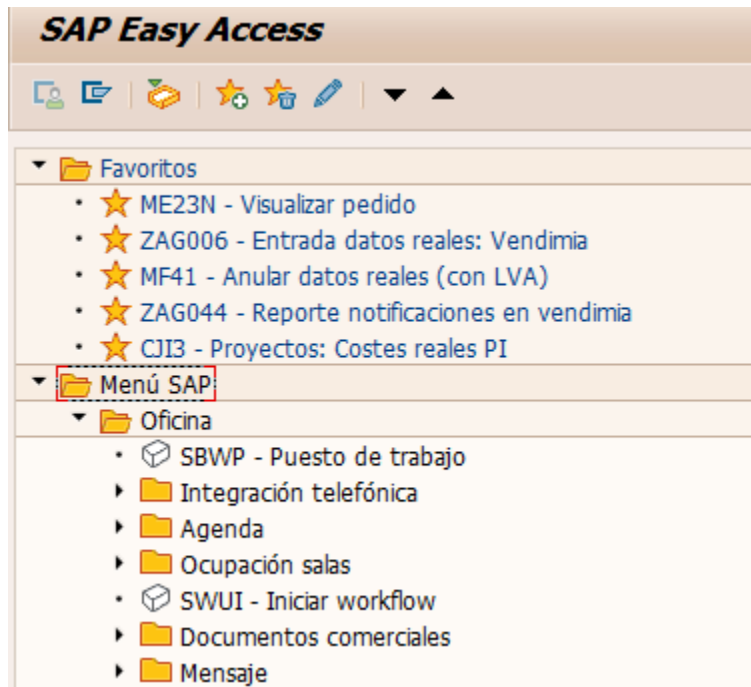 SAP Easy Access
Favoritos
ME23N - Visualizar pedido
ZAG006 - Entrada datos reales: Vendimia
MF41 - Anular datos reales (con LVA)
ZAG044 - Reporte notificaciones en vendimia
CJI3 - Proyectos: Costes reales PI
Menú SAP
Oficina
SBWP - Puesto de trabajo
Integración telefónica
Agenda
Ocupación salas
SWUI - Iniciar workflow
Documentos comerciales
Mensaje